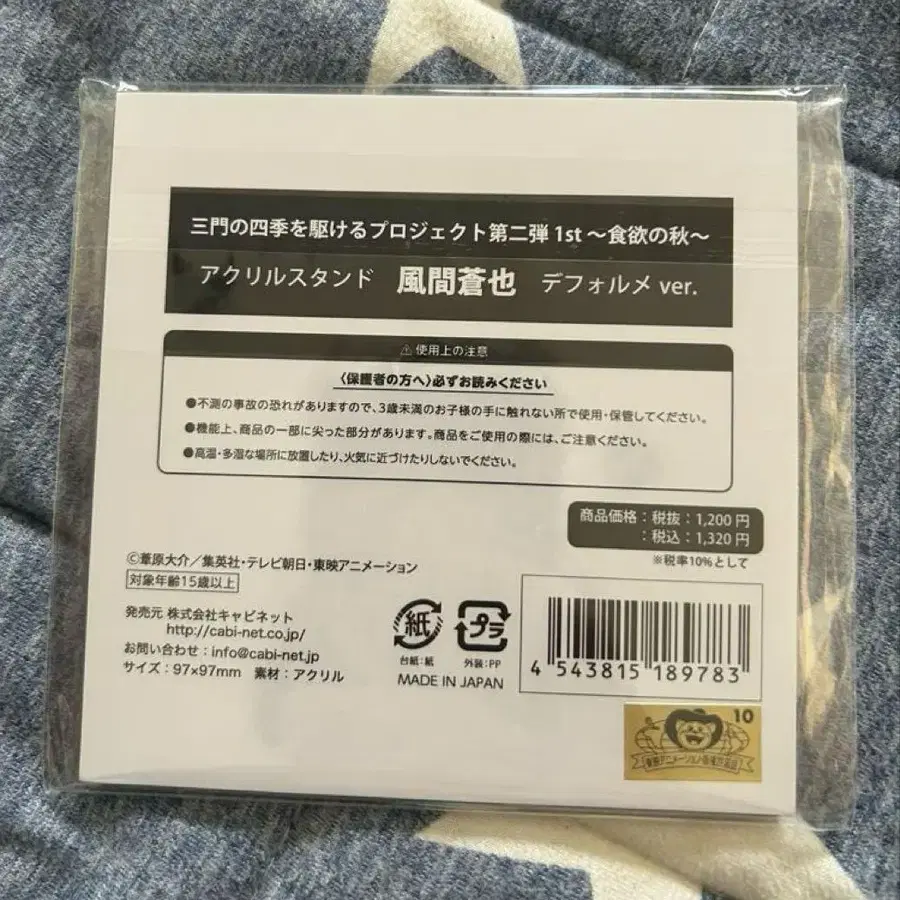 三門の四季を駆けるプロジェクト第二弾 1st ～食欲の秋～
アクリルスタンド 風間蒼也 デフォルメ ver.
⚠使用上の注意
〈保護者の方へ〉必ずお読みください
●不測の事故の恐れがありますので、3歳未満のお子様の手に触れない所で使用・保管してください。
●機能上、商品の一部に尖った部分があります。商品をご使用の際には、ご注意ください。
●高温・多湿な場所に放置したり、火気に近づけたりしないでください。
商品価格：税抜：1,200 円
：税込：1,320 円
※税率10％として
©葦原大介／集英社・テレビ朝日・東映アニメーション
対象年齢15歳以上
発売元 株式会社キャビネット
http://cabi-net.co.jp/
お問い合わせ：info@cabi-net.jp
サイズ：97×97mm 素材：アクリル
紙
台紙：紙
プラ
外装：PP
MADE IN JAPAN
4 543815 189783
10